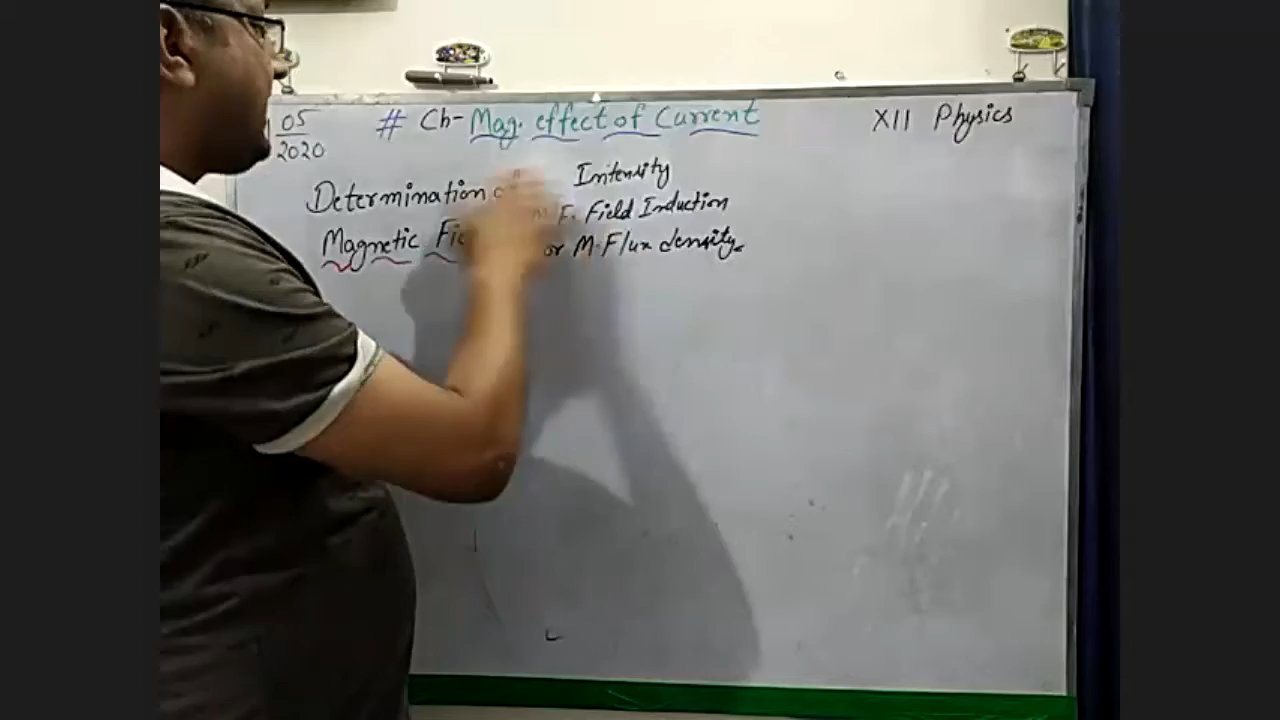 05
2020
# Ch- Mag. effect of Current
XII Physics
Determination
Intensity
M.F. Field Induction
Magnetic
or M.Flux density.